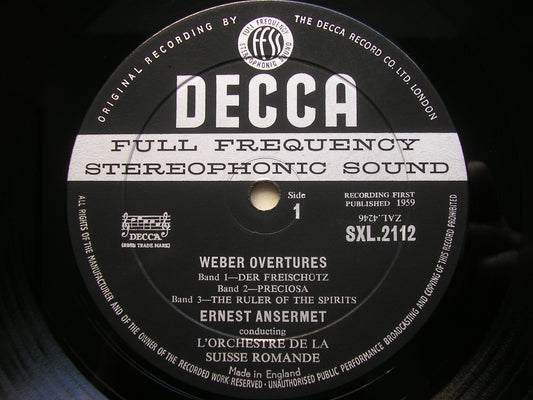 ORIGINAL RECORDING BY THE DECCA RECORD CO. LTD. LONDON
FULL FREQUENCY
ffss
STEREOPHONIC SOUND
DECCA
FULL FREQUENCY
STEREOPHONIC SOUND
Side
1
RECORDING FIRST
PUBLISHED 1959
ZAL.4246
SXL.2112
DECCA
(REGD. TRADE MARK)
WEBER OVERTURES
Band 1—DER FREISCHÜTZ
Band 2—PRECIOSA
Band 3—THE RULER OF THE SPIRITS
ERNEST ANSERMET
conducting
L'ORCHESTRE DE LA
SUISSE ROMANDE
Made in England
ALL RIGHTS OF THE MANUFACTURER AND OF THE OWNER OF THE RECORDED WORK RESERVED · UNAUTHORISED PUBLIC PERFORMANCE BROADCASTING AND COPYING OF THIS RECORD PROHIBITED